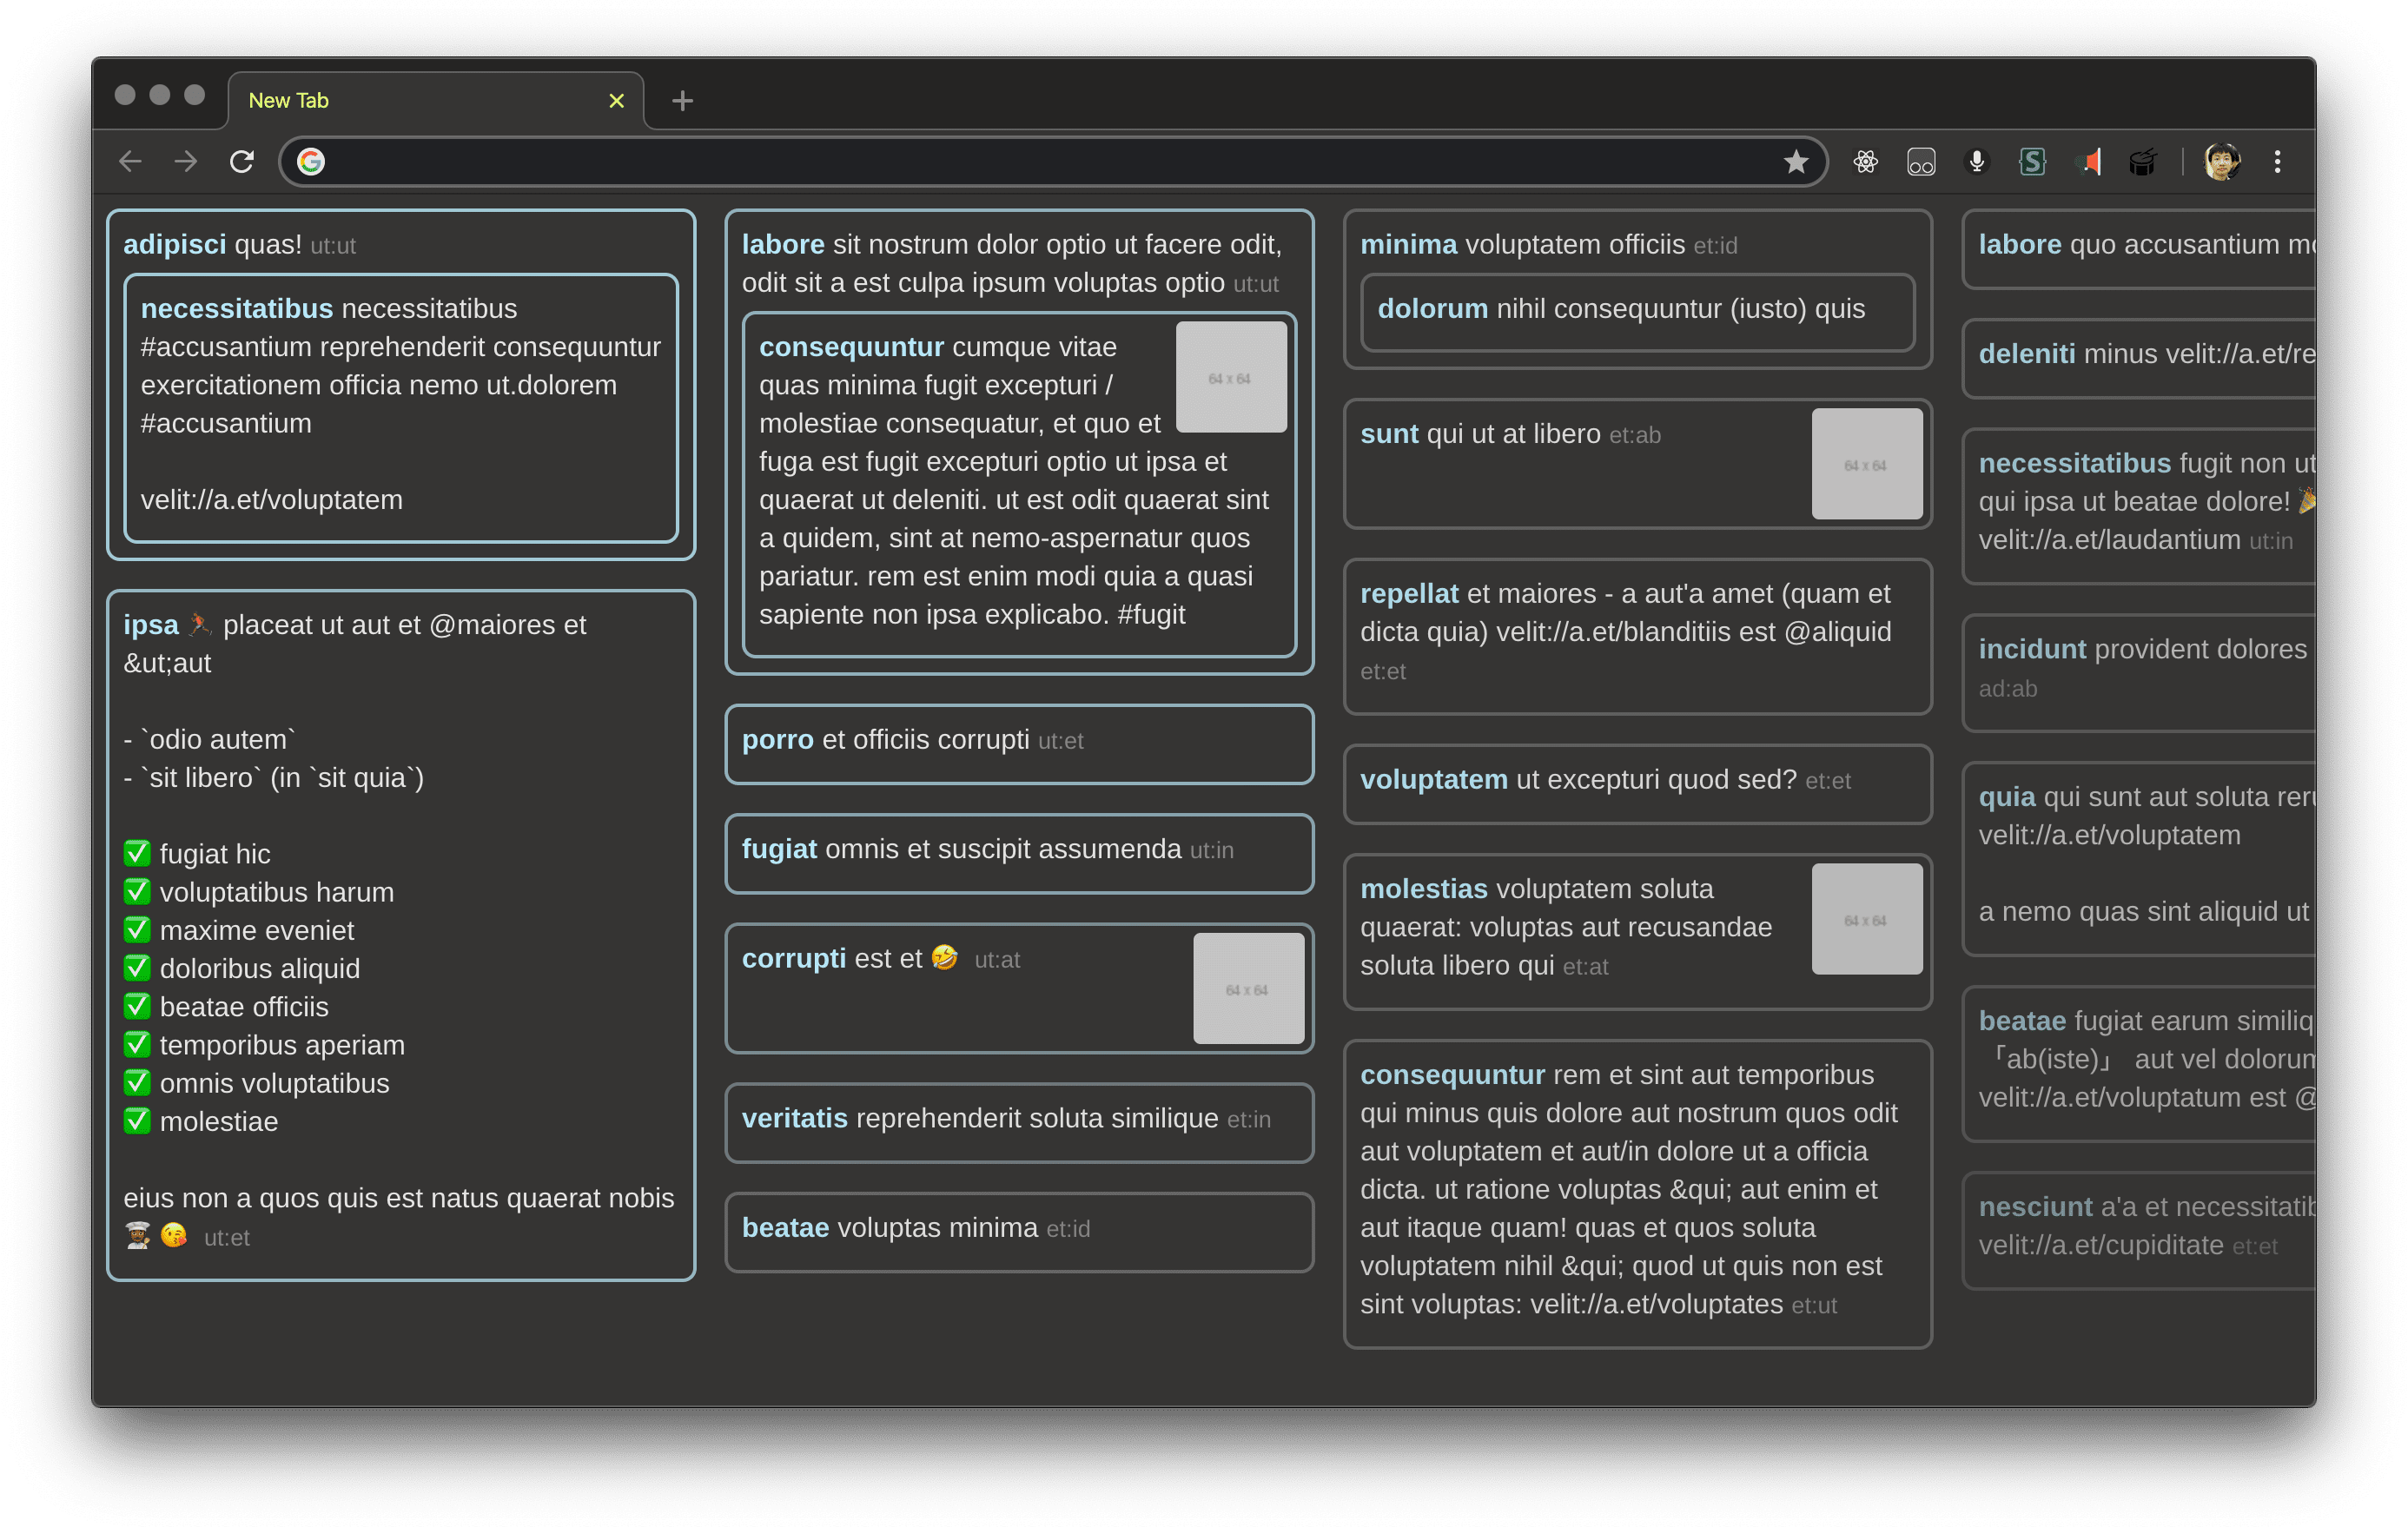 New Tab
adipisci quas! ut:ut
necessitatibus necessitatibus
#accusantium reprehenderit consequuntur
exercitationem officia nemo ut.dolorem
#accusantium
velit://a.et/voluptatem
ipsa 🏃 placeat ut aut et @maiores et
&ut;aut
- `odio autem`
- `sit libero` (in `sit quia`)
✅ fugiat hic
✅ voluptatibus harum
✅ maxime eveniet
✅ doloribus aliquid
✅ beatae officiis
✅ temporibus aperiam
✅ omnis voluptatibus
✅ molestiae
eius non a quos quis est natus quaerat nobis
👨🏾‍🍳 😘 ut:et
labore sit nostrum dolor optio ut facere odit,
odit sit a est culpa ipsum voluptas optio ut:ut
consequuntur cumque vitae
quas minima fugit excepturi /
molestiae consequatur, et quo et
fuga est fugit excepturi optio ut ipsa et
quaerat ut deleniti. ut est odit quaerat sint
a quidem, sint at nemo-aspernatur quos
pariatur. rem est enim modi quia a quasi
sapiente non ipsa explicabo. #fugit
64 x 64
porro et officiis corrupti ut:et
fugiat omnis et suscipit assumenda ut:in
corrupti est et 🤣 ut:at
64 x 64
veritatis reprehenderit soluta similique et:in
beatae voluptas minima et:id
minima voluptatem officiis et:id
dolorum nihil consequuntur (iusto) quis
sunt qui ut at libero et:ab
64 x 64
repellat et maiores - a aut'a amet (quam et
dicta quia) velit://a.et/blanditiis est @aliquid
et:et
voluptatem ut excepturi quod sed? et:et
molestias voluptatem soluta
quaerat: voluptas aut recusandae
soluta libero qui et:at
64 x 64
consequuntur rem et sint aut temporibus
qui minus quis dolore aut nostrum quos odit
aut voluptatem et aut/in dolore ut a officia
dicta. ut ratione voluptas &qui; aut enim et
aut itaque quam! quas et quos soluta
voluptatem nihil &qui; quod ut quis non est
sint voluptas: velit://a.et/voluptates et:ut
labore quo accusantium
deleniti minus velit://a.et/re
necessitatibus fugit non ut
qui ipsa ut beatae dolore! 🎉
velit://a.et/laudantium ut:in
incidunt provident dolores
ad:ab
quia qui sunt aut soluta
velit://a.et/voluptatem
a nemo quas sint aliquid ut
beatae fugiat earum
「ab(iste)」 aut vel
velit://a.et/voluptatum est @
nesciunt a'a et
velit://a.et/cupiditate et:et